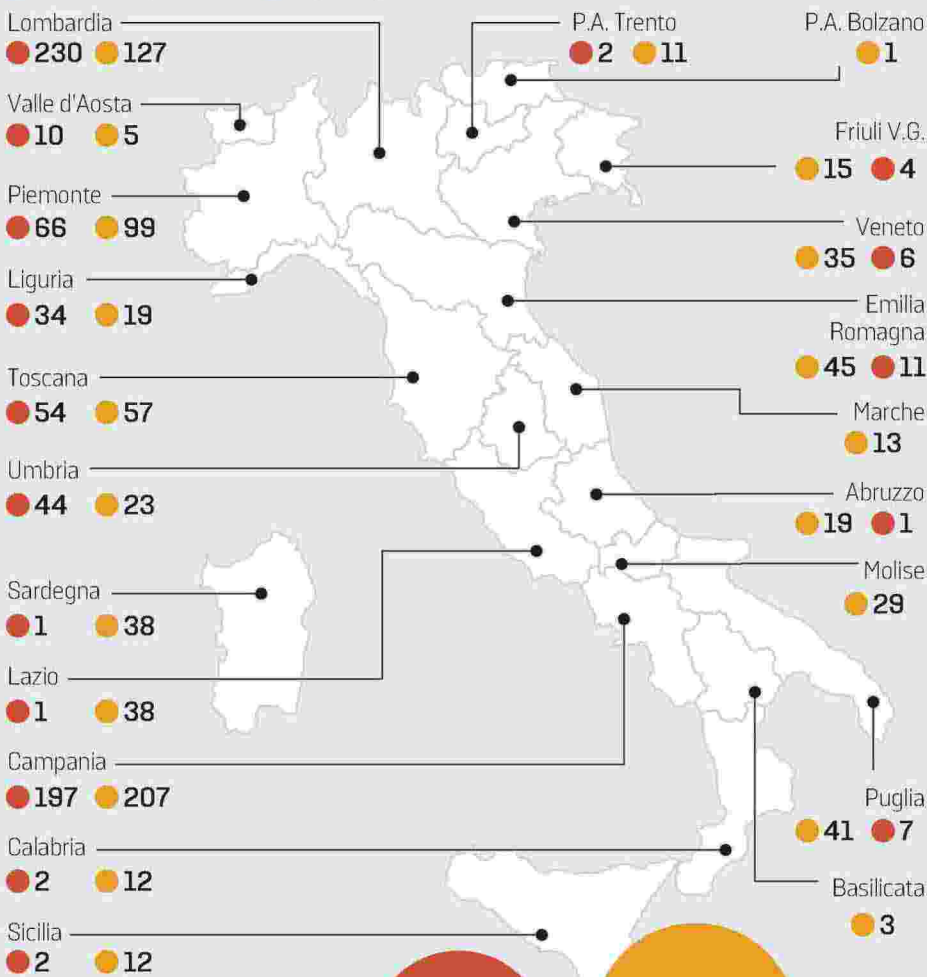 Lombardia
230 127
Valle d'Aosta
10 5
Piemonte
66 99
Liguria
34 19
Toscana
54 57
Umbria
44 23
Sardegna
1 38
Lazio
1 38
Campania
197 207
Calabria
2 12
Sicilia
2 12
P.A. Trento
2 11
P.A. Bolzano
1
Friuli V.G.
15 4
Veneto
35 6
Emilia
Romagna
45 11
Marche
13
Abruzzo
19 1
Molise
29
Puglia
41 7
Basilicata
3